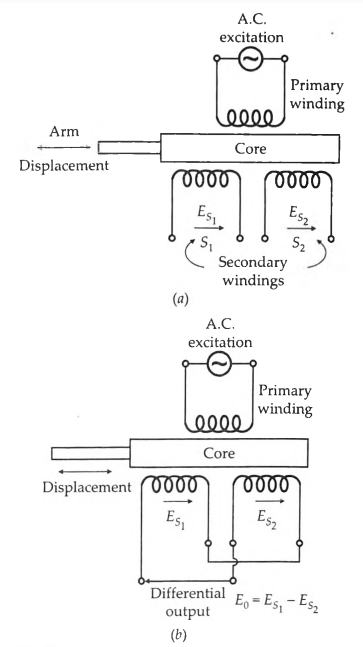 A.C.
excitation
Primary
winding
Arm
Core
Displacement
E_{S_1}
E_{S_2}
S_1
S_2
Secondary
windings
(a)
A.C.
excitation
Primary
winding
Core
Displacement
E_{S_1}
E_{S_2}
Differential
output
E_0 = E_{S_1} - E_{S_2}
(b)